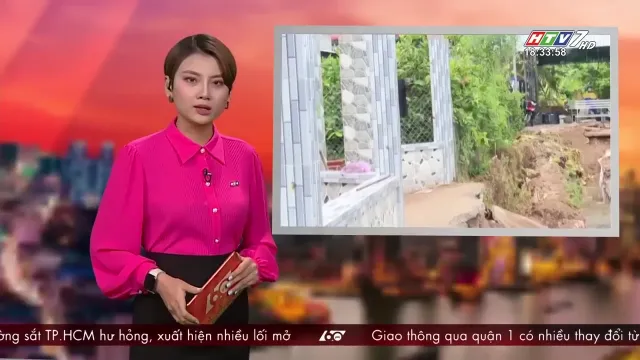 HTV7 HD
18:33:58
ờng sắt TP.HCM hư hỏng, xuất hiện nhiều lối mở
Giao thông qua quận 1 có nhiều thay đổi từ